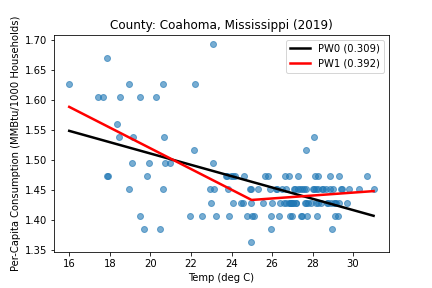 County: Coahoma, Mississippi (2019)
PW0 (0.309)
PW1 (0.392)
Per-Capita Consumption (MMBtu/1000 Households)
1.70
1.65
1.60
1.55
1.50
1.45
1.40
1.35
16 18 20 22 24 26 28 30
Temp (deg C)